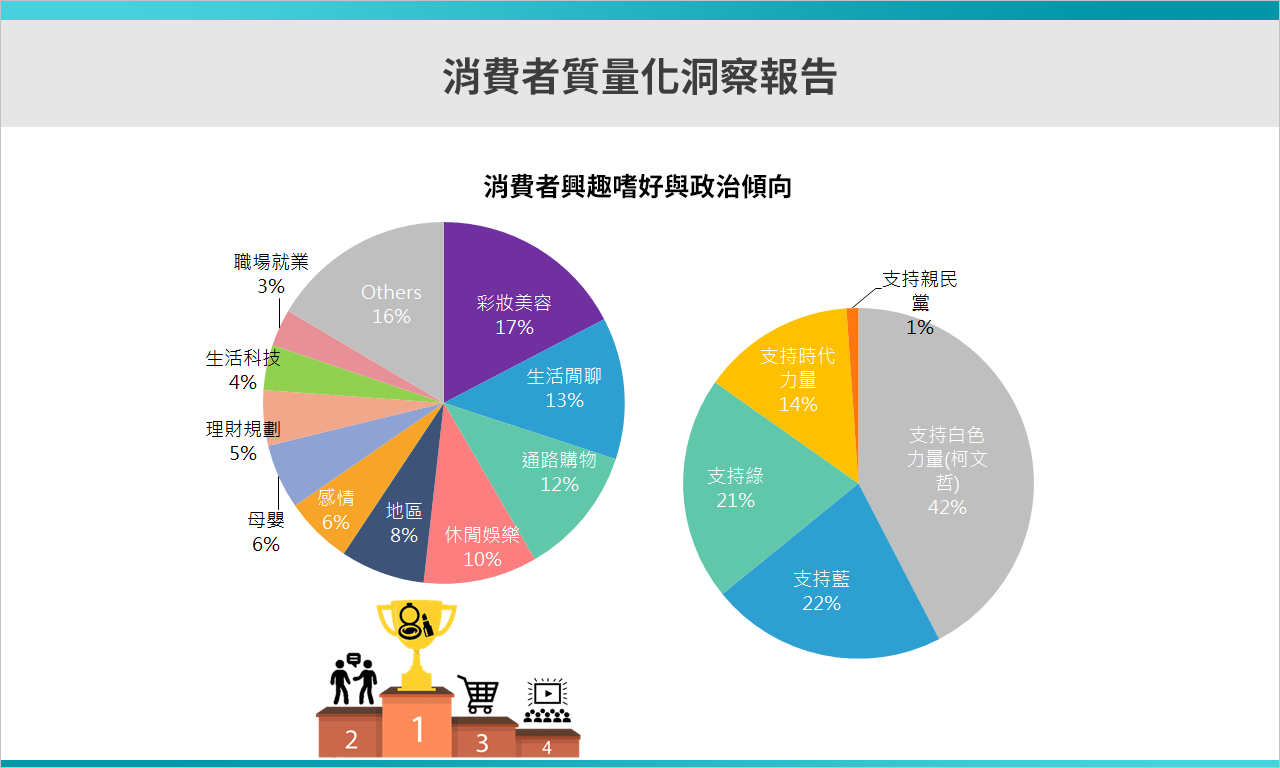 消費者質量化洞察報告
消費者興趣嗜好與政治傾向
彩妝美容
17%
生活閒聊
13%
通路購物
12%
休閒娛樂
10%
地區
8%
感情
6%
母嬰
6%
理財規劃
5%
生活科技
4%
職場就業
3%
Others
16%
支持白色
力量(柯文
哲)
42%
支持藍
22%
支持綠
21%
支持時代
力量
14%
支持親民
黨
1%
2
1
3
4